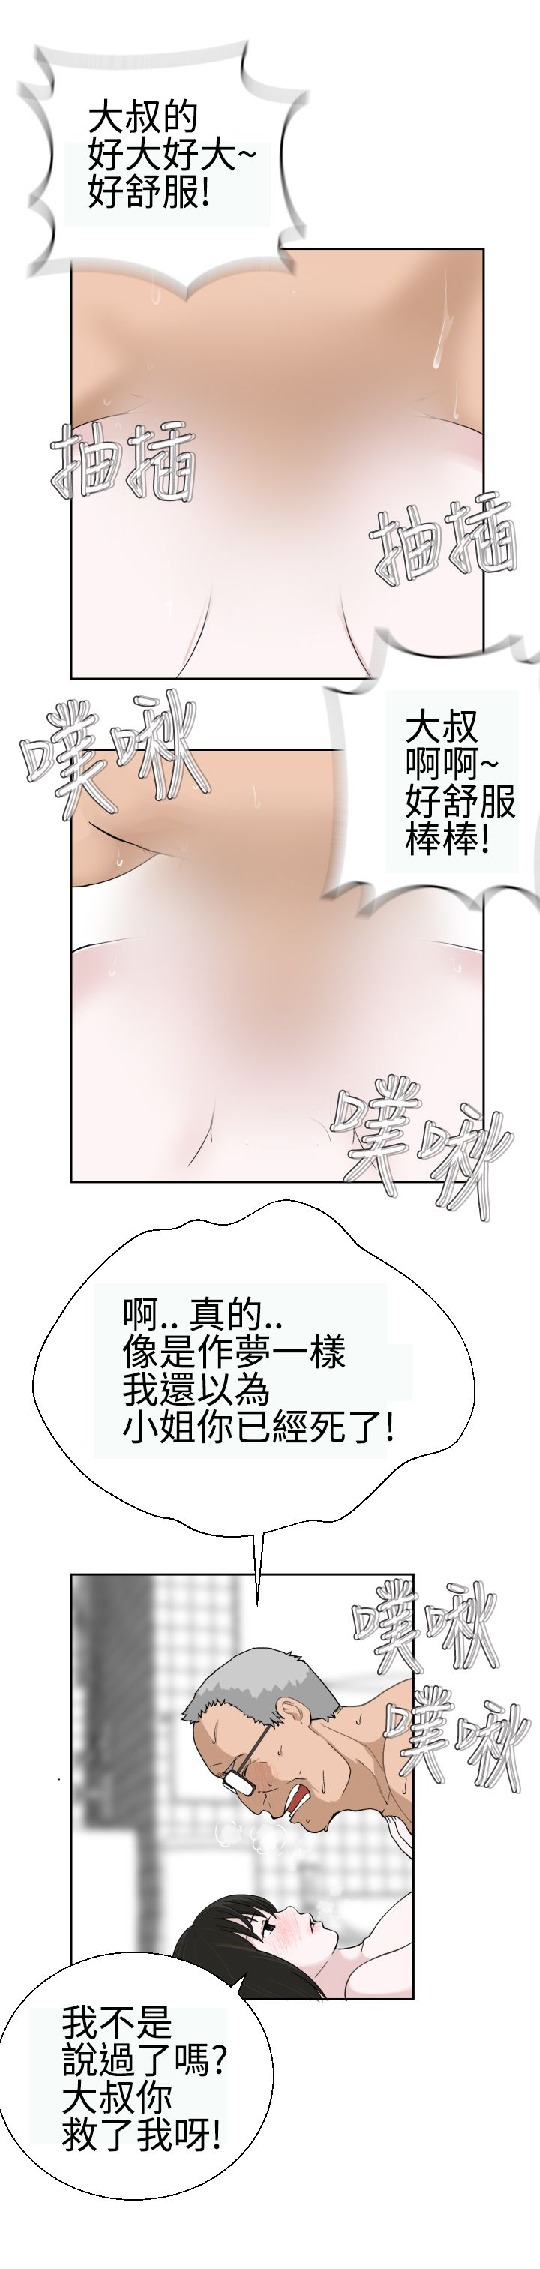 大叔的
好大好大~
好舒服!
抽插
抽插
噗啾
大叔
啊啊~
好舒服
棒棒!
噗啾
啊.. 真的..
像是作夢一樣
我還以為
小姐你已經死了!
噗啾
噗啾
我不是
說過了嗎?
大叔你
救了我呀!